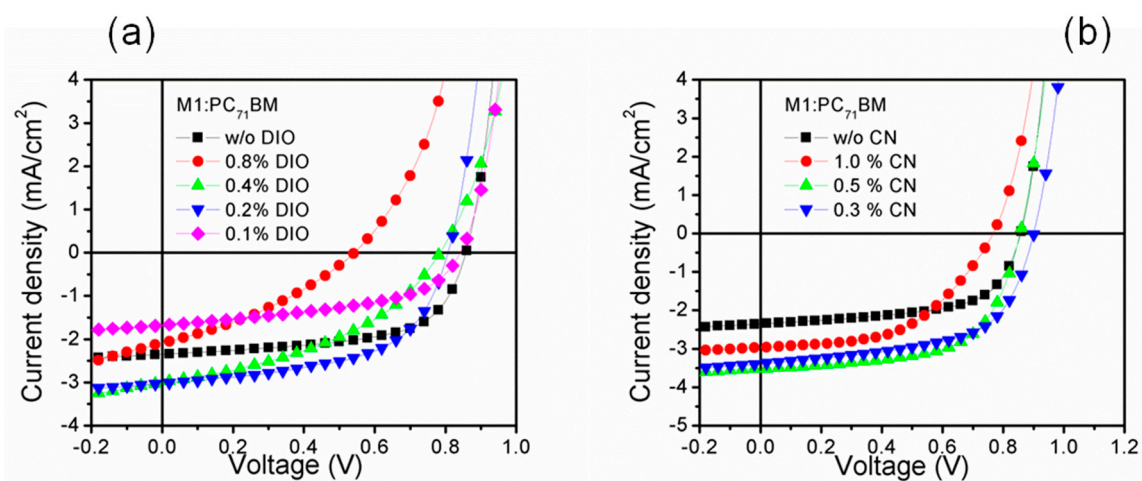 (a)
(b)
Current density (mA/cm²)
4
3
2
1
0
-1
-2
-3
-4
M1:PC₇₁BM
w/o DIO
0.8% DIO
0.4% DIO
0.2% DIO
0.1% DIO
-0.2 0.0 0.2 0.4 0.6 0.8 1.0
Voltage (V)
Current density (mA/cm²)
4
3
2
1
0
-1
-2
-3
-4
-5
M1:PC₇₁BM
w/o CN
1.0 % CN
0.5 % CN
0.3 % CN
-0.2 0.0 0.2 0.4 0.6 0.8 1.0 1.2
Voltage (V)